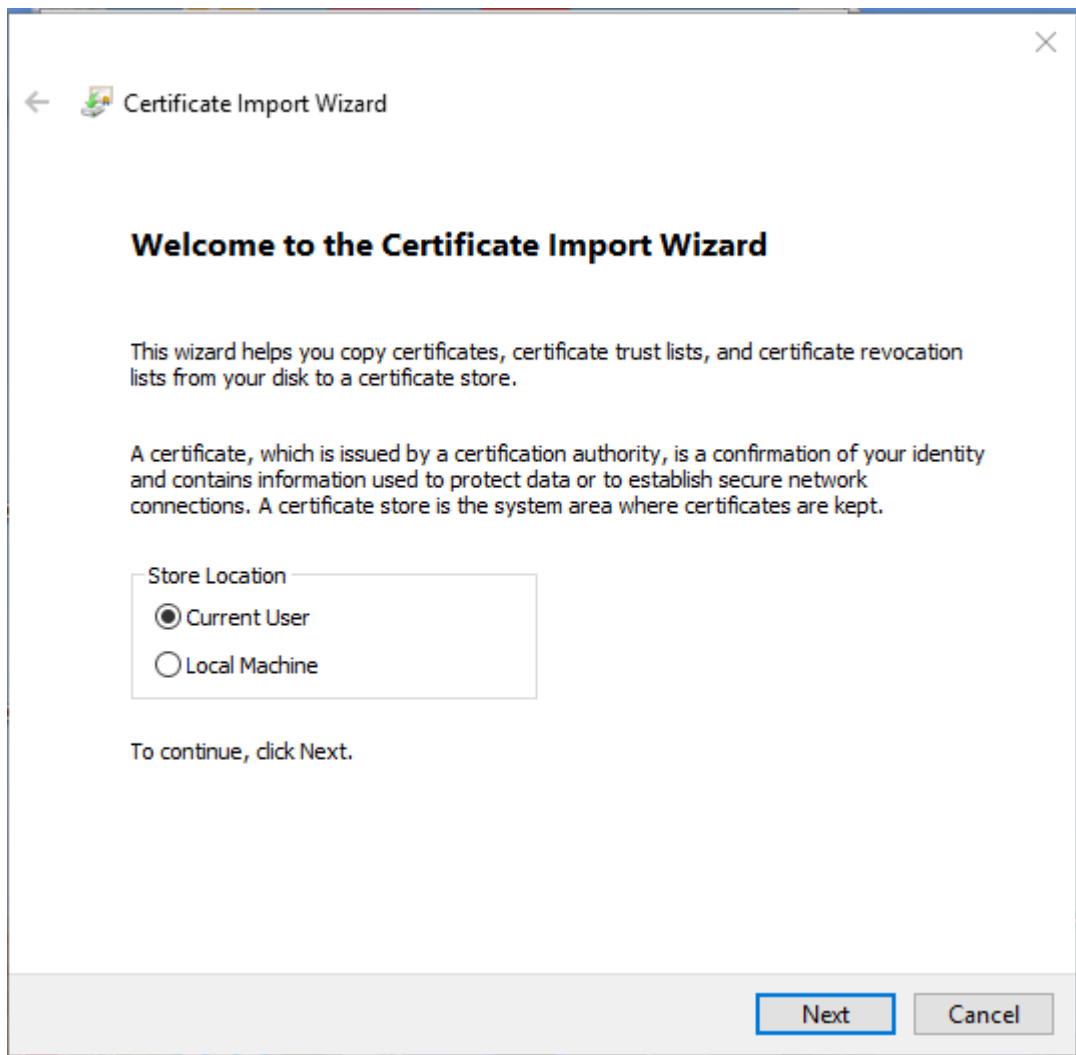 Certificate Import Wizard
Welcome to the Certificate Import Wizard
This wizard helps you copy certificates, certificate trust lists, and certificate revocation
lists from your disk to a certificate store.
A certificate, which is issued by a certification authority, is a confirmation of your identity
and contains information used to protect data or to establish secure network
connections. A certificate store is the system area where certificates are kept.
Store Location
Current User
Local Machine
To continue, click Next.
Next Cancel